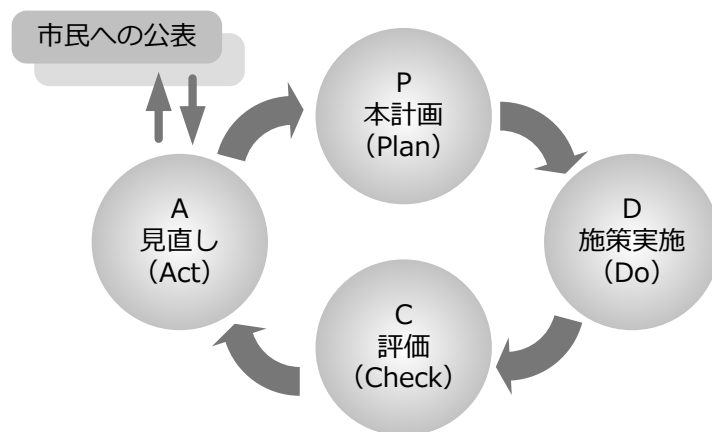 市民への公表
P
本計画
（Plan）
A
見直し
（Act）
D
施策実施
（Do）
C
評価
（Check）